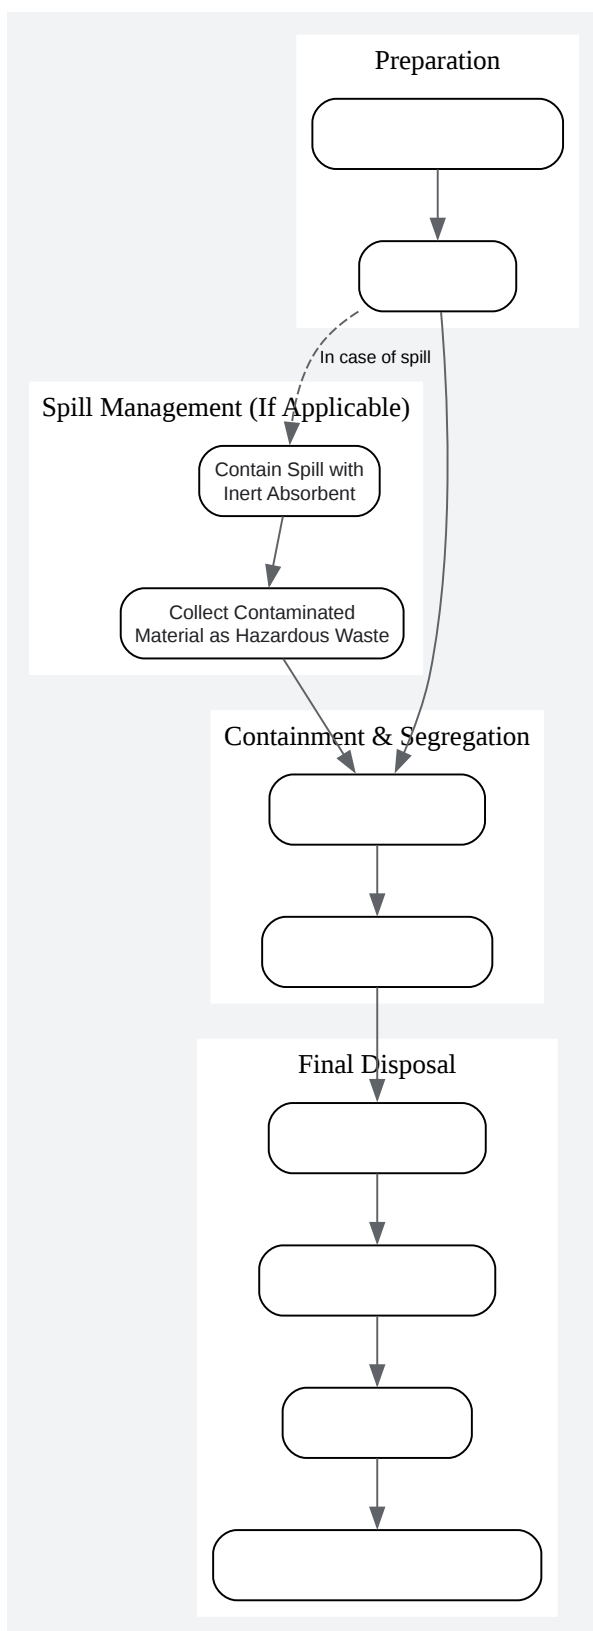 Preparation
In case of spill
Spill Management (If Applicable)
Contain Spill with
Inert Absorbent
Collect Contaminated
Material as Hazardous Waste
Containment & Segregation
Final Disposal